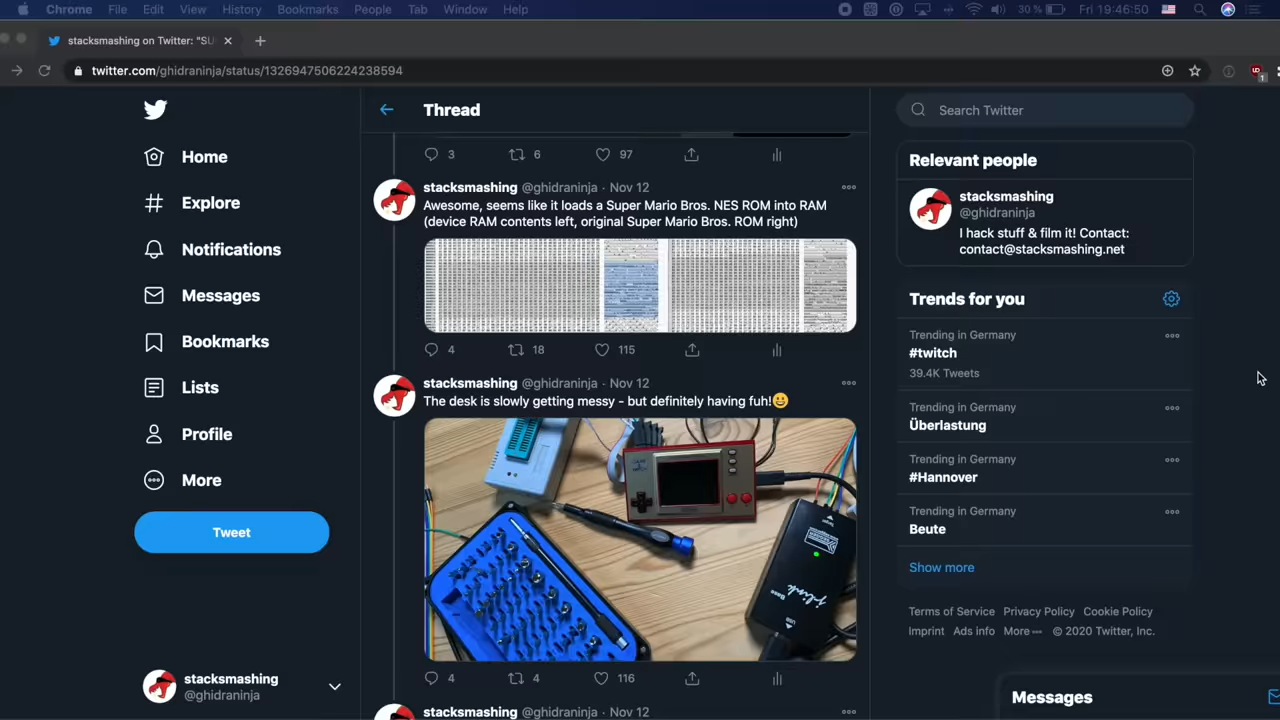 Chrome File Edit View History Bookmarks People Tab Window Help 30 % Fri 19:46:50
stacksmashing on Twitter: "SU
twitter.com/ghidraninja/status/1326947506224238594
Thread
Search Twitter
Home
Explore
Notifications
Messages
Bookmarks
Lists
Profile
More
Tweet
stacksmashing
@ghidraninja
3 6 97
stacksmashing @ghidraninja · Nov 12
Awesome, seems like it loads a Super Mario Bros. NES ROM into RAM
(device RAM contents left, original Super Mario Bros. ROM right)
4 18 115
stacksmashing @ghidraninja · Nov 12
The desk is slowly getting messy - but definitely having fuh!😀
J-Link
Base
USB
4 4 116
stacksmashing @ghidraninja · Nov 12
Relevant people
stacksmashing
@ghidraninja
I hack stuff & film it! Contact:
contact@stacksmashing.net
Trends for you
Trending in Germany
#twitch
39.4K Tweets
Trending in Germany
Überlastung
Trending in Germany
#Hannover
Trending in Germany
Beute
Show more
Terms of Service Privacy Policy Cookie Policy
Imprint Ads info More © 2020 Twitter, Inc.
Messages